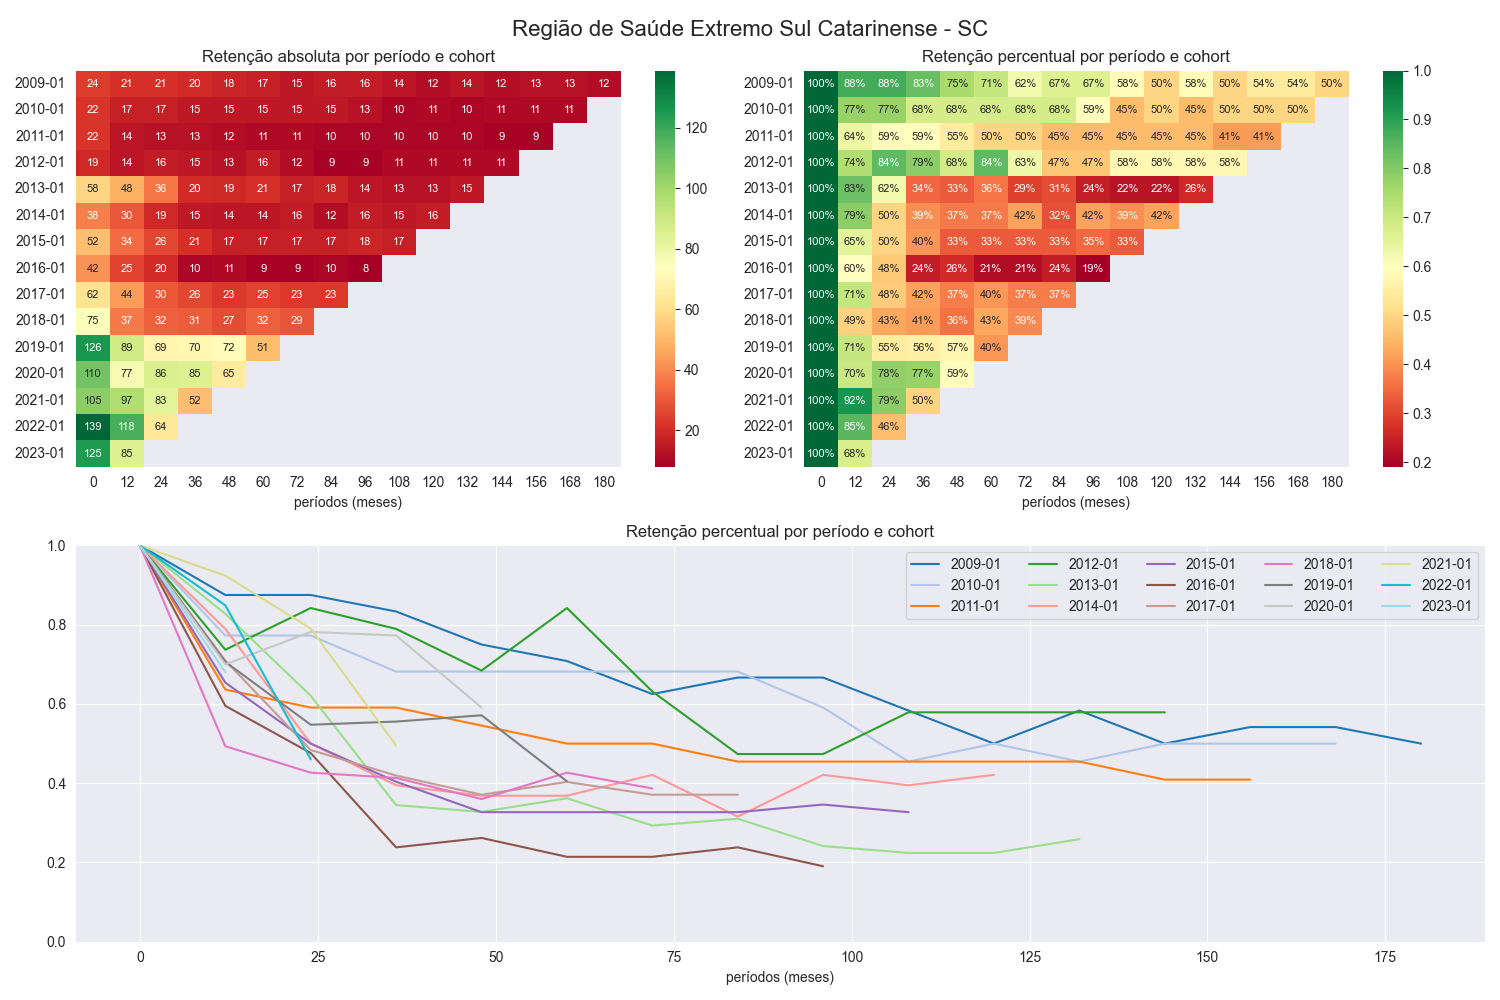 Região de Saúde Extremo Sul Catarinense - SC
Retenção absoluta por período e cohort
2009-01 24 21 21 20 18 17 15 16 16 14 12 14 12 13 13 12
2010-01 22 17 17 15 15 15 15 15 13 10 11 10 11 11 11
2011-01 22 14 13 13 12 11 11 10 10 10 10 10 9 9
2012-01 19 14 16 15 13 16 12 9 9 11 11 11 11
2013-01 58 48 36 20 19 21 17 18 14 13 13 15
2014-01 38 30 19 15 14 14 16 12 16 15 16
2015-01 52 34 26 21 17 17 17 17 18 17
2016-01 42 25 20 10 11 9 9 10 8
2017-01 62 44 30 26 23 25 23 23
2018-01 75 37 32 31 27 32 29
2019-01 126 89 69 70 72 51
2020-01 110 77 86 85 65
2021-01 105 97 83 52
2022-01 139 118 64
2023-01 125 85
0 12 24 36 48 60 72 84 96 108 120 132 144 156 168 180
períodos (meses)
120
100
80
60
40
20
Retenção percentual por período e cohort
2009-01 100% 88% 88% 83% 75% 71% 62% 67% 67% 58% 50% 58% 50% 54% 54% 50%
2010-01 100% 77% 77% 68% 68% 68% 68% 68% 59% 45% 50% 45% 50% 50% 50%
2011-01 100% 64% 59% 59% 55% 50% 50% 45% 45% 45% 45% 45% 41% 41%
2012-01 100% 74% 84% 79% 68% 84% 63% 47% 47% 58% 58% 58% 58%
2013-01 100% 83% 62% 34% 33% 36% 29% 31% 24% 22% 22% 26%
2014-01 100% 79% 50% 39% 37% 37% 42% 32% 42% 39% 42%
2015-01 100% 65% 50% 40% 33% 33% 33% 33% 35% 33%
2016-01 100% 60% 48% 24% 26% 21% 21% 24% 19%
2017-01 100% 71% 48% 42% 37% 40% 37% 37%
2018-01 100% 49% 43% 41% 36% 43% 39%
2019-01 100% 71% 55% 56% 57% 40%
2020-01 100% 70% 78% 77% 59%
2021-01 100% 92% 79% 50%
2022-01 100% 85% 46%
2023-01 100% 68%
0 12 24 36 48 60 72 84 96 108 120 132 144 156 168 180
períodos (meses)
1.0
0.9
0.8
0.7
0.6
0.5
0.4
0.3
0.2
Retenção percentual por período e cohort
1.0
0.8
0.6
0.4
0.2
0.0
2009-01 2012-01 2015-01 2018-01 2021-01
2010-01 2013-01 2016-01 2019-01 2022-01
2011-01 2014-01 2017-01 2020-01 2023-01
0 25 50 75 100 125 150 175
períodos (meses)